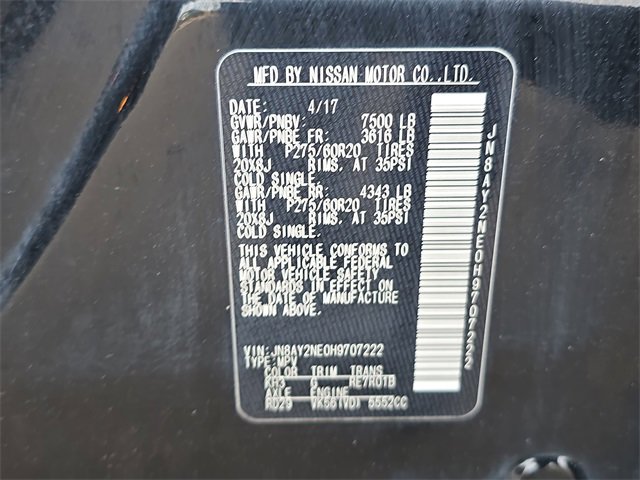 MFD BY NISSAN MOTOR CO.,LTD.
DATE: 4/17
GVWR/PNBV: 7500 LB
GAWR/PNBE FR: 3616 LB
WITH P275/60R20 TIRES
20X8J RIMS, AT 35PSI
COLD SINGLE.
GAWR/PNBE RR: 4343 LB
WITH P275/60R20 TIRES
20X8J RIMS, AT 35PSI
COLD SINGLE.
THIS VEHICLE CONFORMS TO
ALL APPLICABLE FEDERAL
MOTOR VEHICLE SAFETY
STANDARDS IN EFFECT ON
THE DATE OF MANUFACTURE
SHOWN ABOVE.
VIN: JN8AY2NE0H9707222
TYPE: MPV
COLOR TRIM TRANS
KH3 G RE7R01B
AXLE ENGINE
RD29 VK56(VD) 5552CC
JN8AY2NE0H9707222